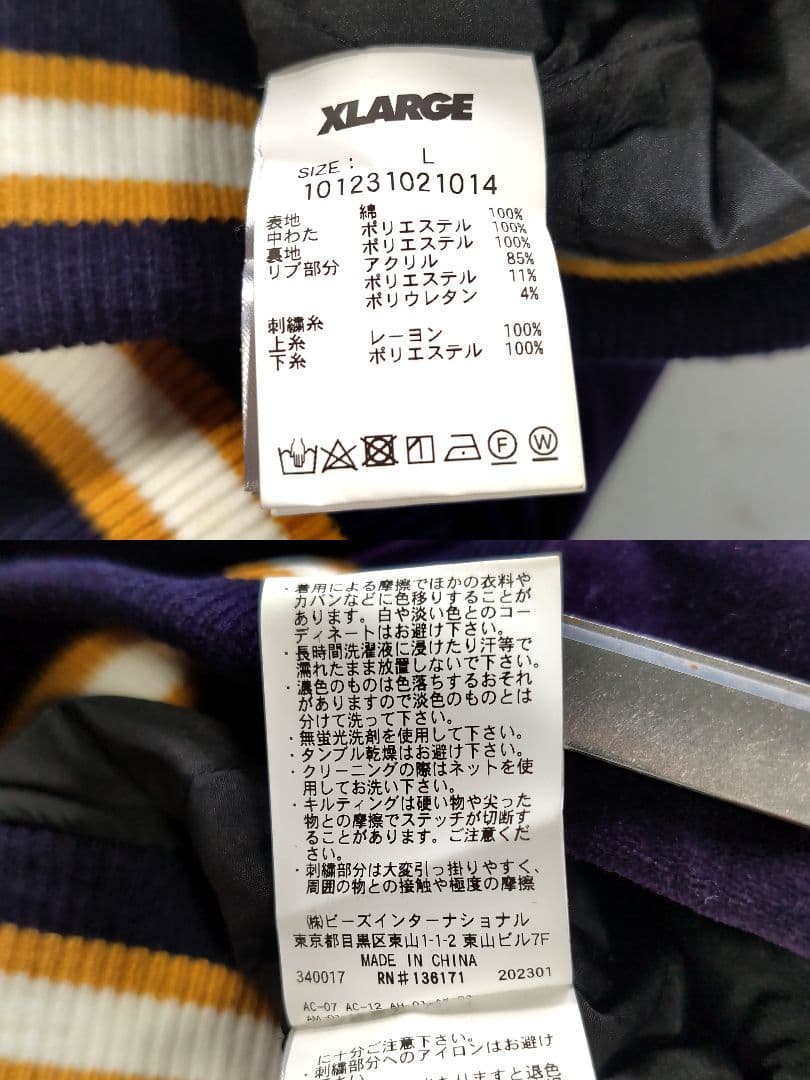 XLARGE
SIZE : L
101231021014
表地 綿 100%
中わた ポリエステル 100%
裏地 ポリエステル 100%
リブ部分 アクリル 85%
ポリエステル 11%
ポリウレタン 4%
刺繍糸
上糸 レーヨン 100%
下糸 ポリエステル 100%
F W
・着用による摩擦でほかの衣料や
カバンなどに色移りすることが
あります。白や淡い色とのコー
ディネートはお避け下さい。
・長時間洗濯液に浸けたり汗等で
濡れたまま放置しないで下さい。
・濃色のものは色落ちするおそれ
がありますので淡色のものとは
分けて洗って下さい。
・無蛍光洗剤を使用して下さい。
・タンブル乾燥はお避け下さい。
・クリーニングの際はネットを使
用してお洗い下さい。
・キルティングは硬い物や尖った
物との摩擦でステッチが切断す
ることがあります。ご注意くだ
さい。
・刺繍部分は大変引っ掛りやすく、
周囲の物との接触や極度の摩擦
㈱ビーズインターナショナル
東京都目黒区東山1-1-2 東山ビル7F
MADE IN CHINA
340017 RN#136171 202301
AC-07 AC-12
に十分ご注意下さい。
・刺繍部分へのアイロンはお避け